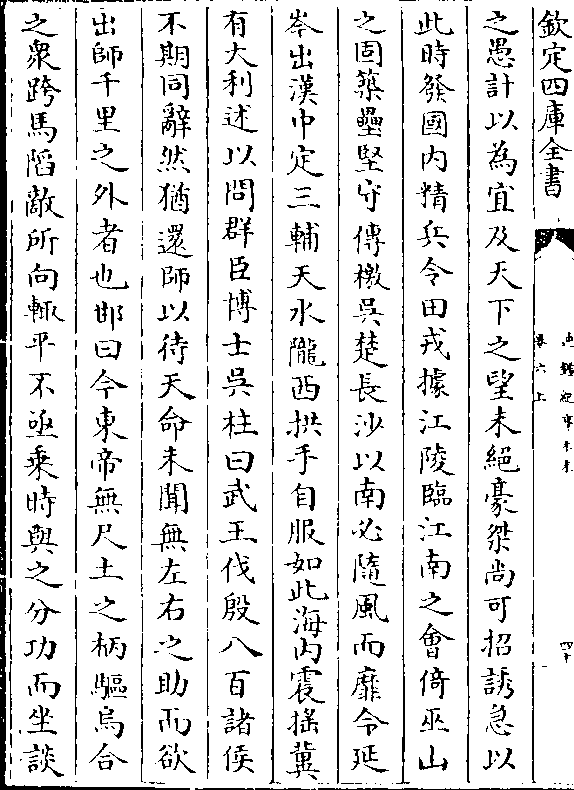 欽定四庫全書
通鑑紀事本末
卷六上
四十
之愚計以為宜及天下之望未絕豪桀尚可招誘急以
此時發國内精兵令田戎據江陵臨江南之會倚巫山
之固築壘堅守傳檄吳楚長沙以南必隨風而靡令延
岑出漢中定三輔天水隴西拱手自服如此海内震揺冀
有大利述以問群臣博士吳柱曰武王伐殷八百諸侯
不期同辭然猶還師以待天命未聞無左右之助而欲
出師千里之外者也邯曰今東帝無尺土之柄驅烏合
之衆跨馬陷敵所向輒平不亟乗時與之分功而坐談